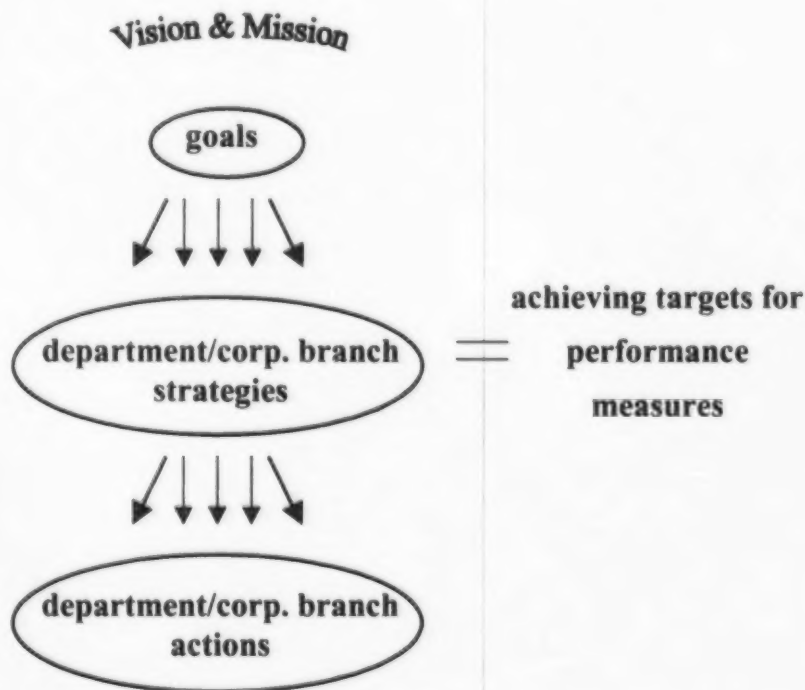 Vision & Mission
goals
department/corp. branch
strategies
=
achieving targets for
performance
measures
department/corp. branch
actions